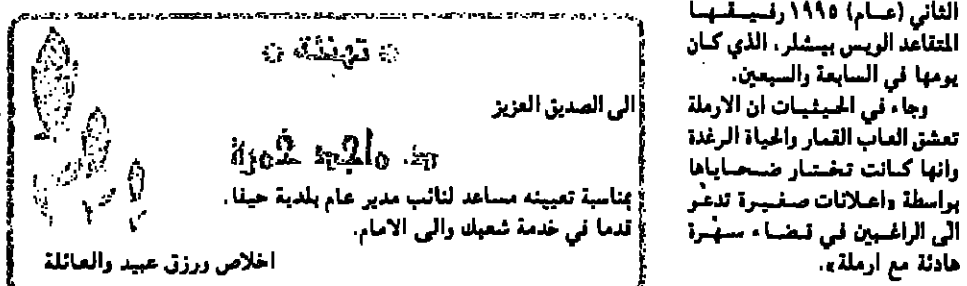 الثاني (عام) ١٩٩٥ رفيقها
المتقاعد الويس بيشلر، الذي كان
يومها في السابعة والسبعين.
وجاء في الحيثيات ان الارملة
تعشق العاب القمار والحياة الرغدة
وانها كانت تختار ضحاياها
بواسطة «اعلانات صغيرة تدعو
الى الراغبين في قضاء سهرة
هادئة مع ارملة».
تهنئة
الى الصديق العزيز
د. ماجد خمرة
بمناسبة تعيينه مساعد لنائب مدير عام بلدية حيفا.
قدما في خدمة شعبك والى الامام.
اخلاص ورزق عبيد والعائلة